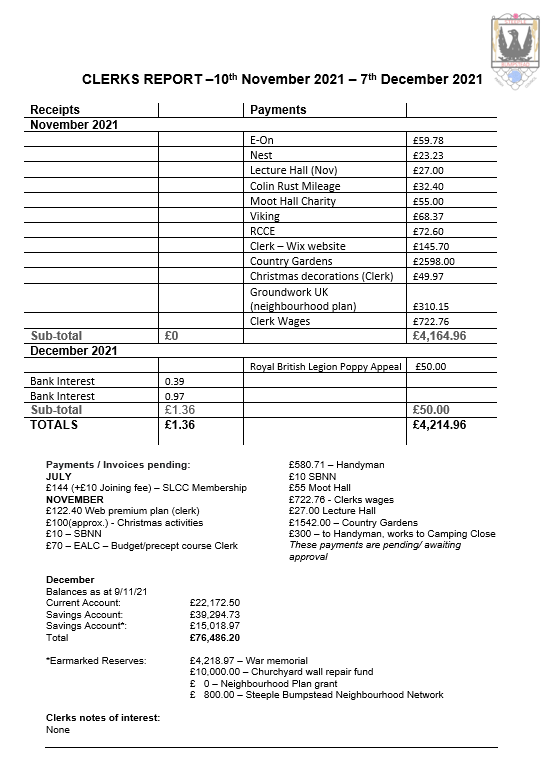 CLERKS REPORT –10th November 2021 – 7th December 2021
Receipts Payments
November 2021
E-On £59.78
Nest £23.23
Lecture Hall (Nov) £27.00
Colin Rust Mileage £32.40
Moot Hall Charity £55.00
Viking £68.37
RCCE £72.60
Clerk – Wix website £145.70
Country Gardens £2598.00
Christmas decorations (Clerk) £49.97
Groundwork UK
(neighbourhood plan) £310.15
Clerk Wages £722.76
Sub-total £0 £4,164.96
December 2021
Royal British Legion Poppy Appeal £50.00
Bank Interest 0.39
Bank Interest 0.97
Sub-total £1.36 £50.00
TOTALS £1.36 £4,214.96
Payments / Invoices pending:
JULY
£144 (+£10 Joining fee) – SLCC Membership
NOVEMBER
£122.40 Web premium plan (clerk)
£100(approx.) - Christmas activities
£10 – SBNN
£70 – EALC – Budget/precept course Clerk
£580.71 – Handyman
£10 SBNN
£55 Moot Hall
£722.76 - Clerks wages
£27.00 Lecture Hall
£1542.00 – Country Gardens
£300 – to Handyman, works to Camping Close
These payments are pending/ awaiting
approval
December
Balances as at 9/11/21
Current Account: £22,172.50
Savings Account: £39,294.73
Savings Account*: £15,018.97
Total £76,486.20
*Earmarked Reserves: £4,218.97 – War memorial
£10,000.00 – Churchyard wall repair fund
£ 0 – Neighbourhood Plan grant
£ 800.00 – Steeple Bumpstead Neighbourhood Network
Clerks notes of interest:
None